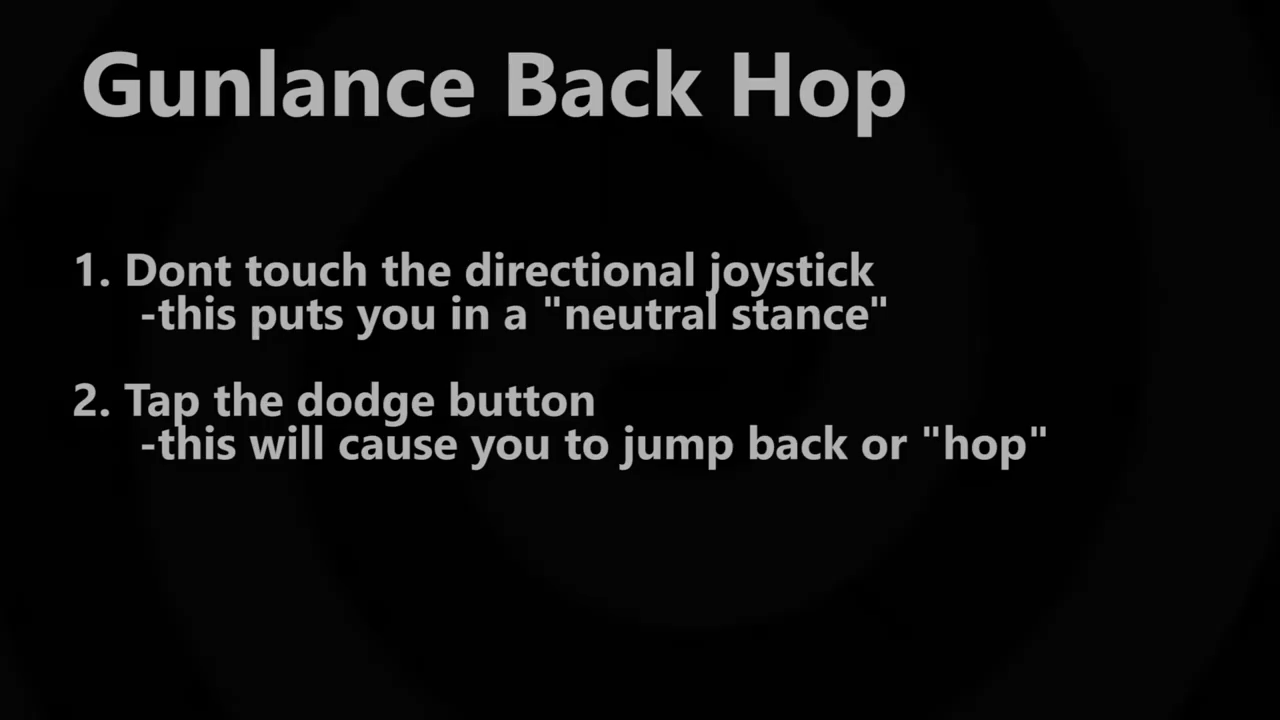 Gunlance Back Hop
1. Dont touch the directional joystick
-this puts you in a "neutral stance"
2. Tap the dodge button
-this will cause you to jump back or "hop"